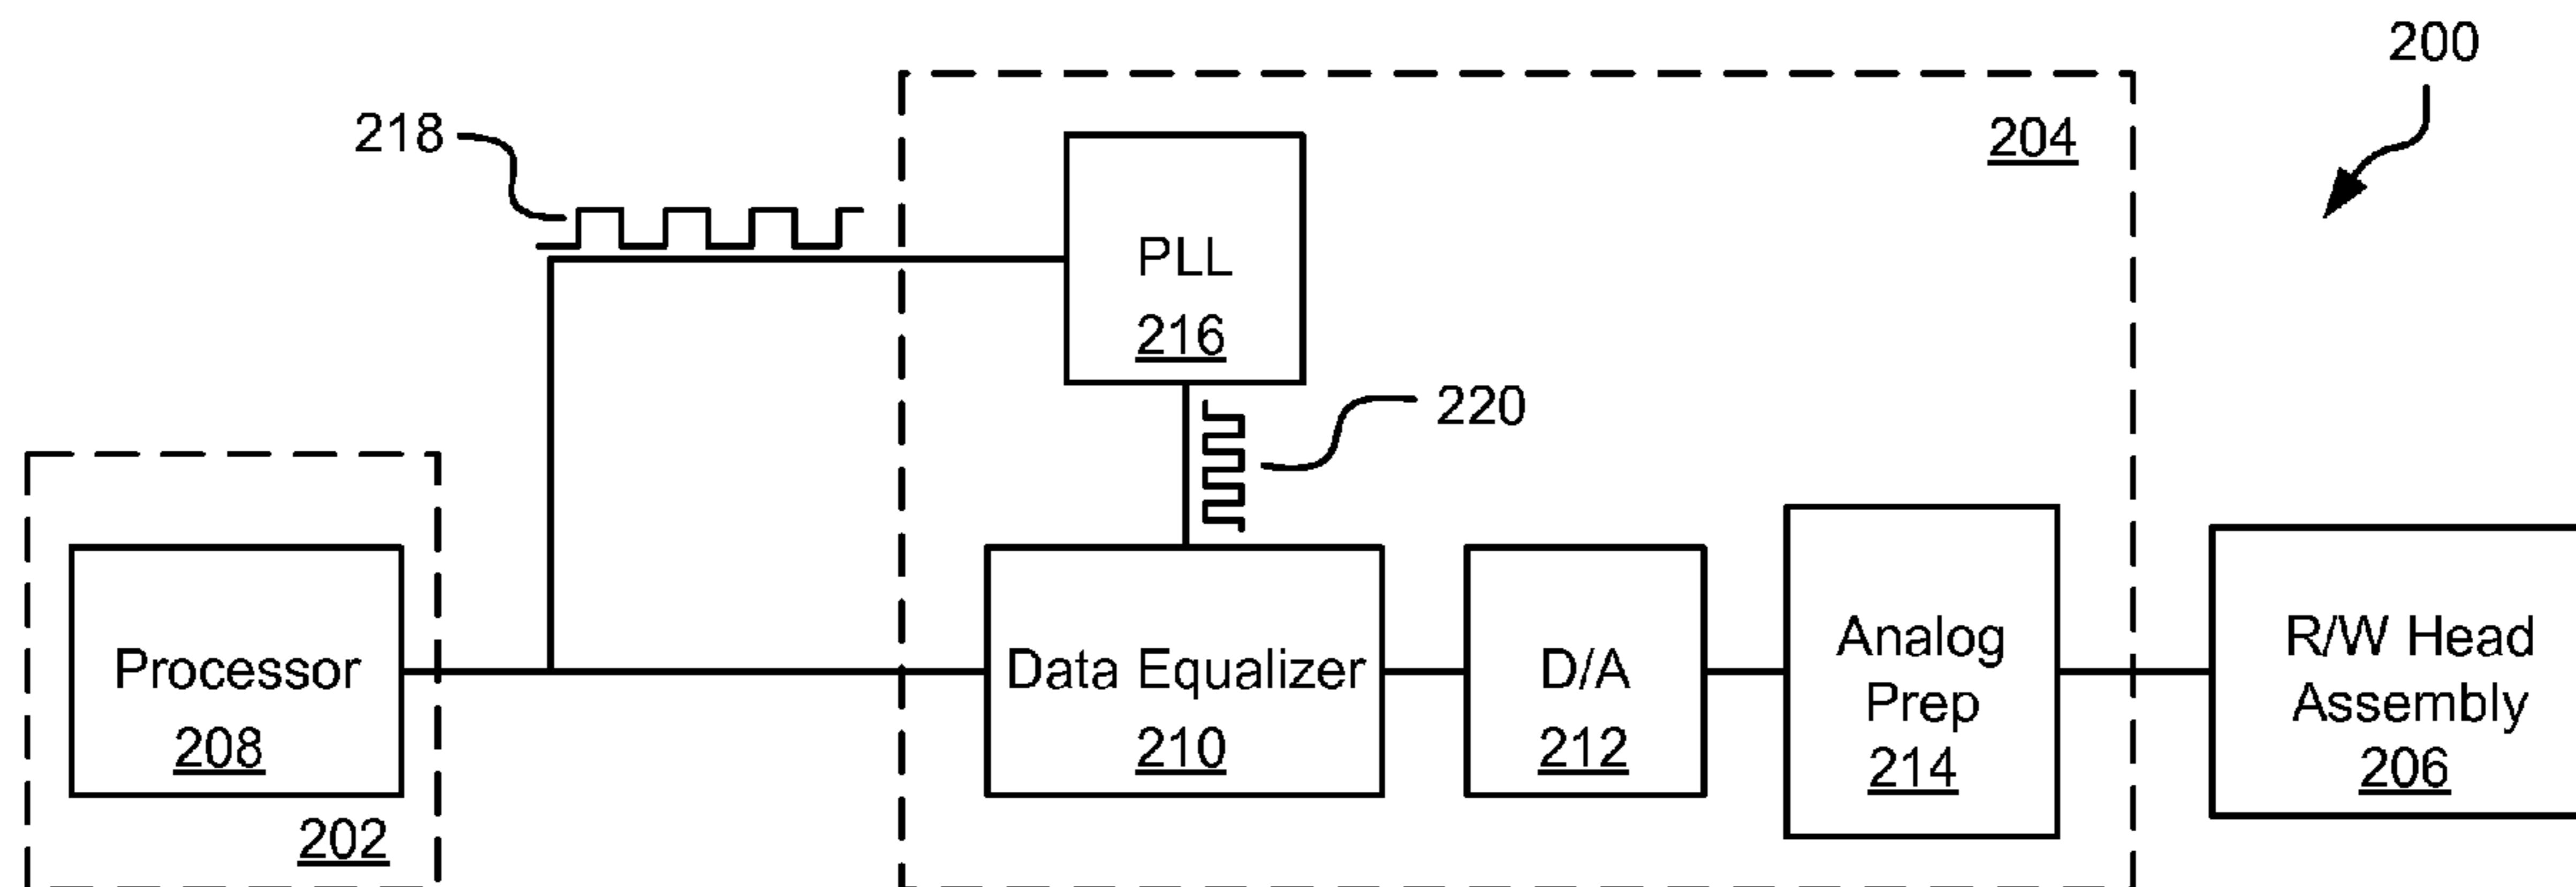 200
204
218
PLL
216
220
Processor
208
202
Data Equalizer
210
D/A
212
Analog
Prep
214
R/W Head
Assembly
206